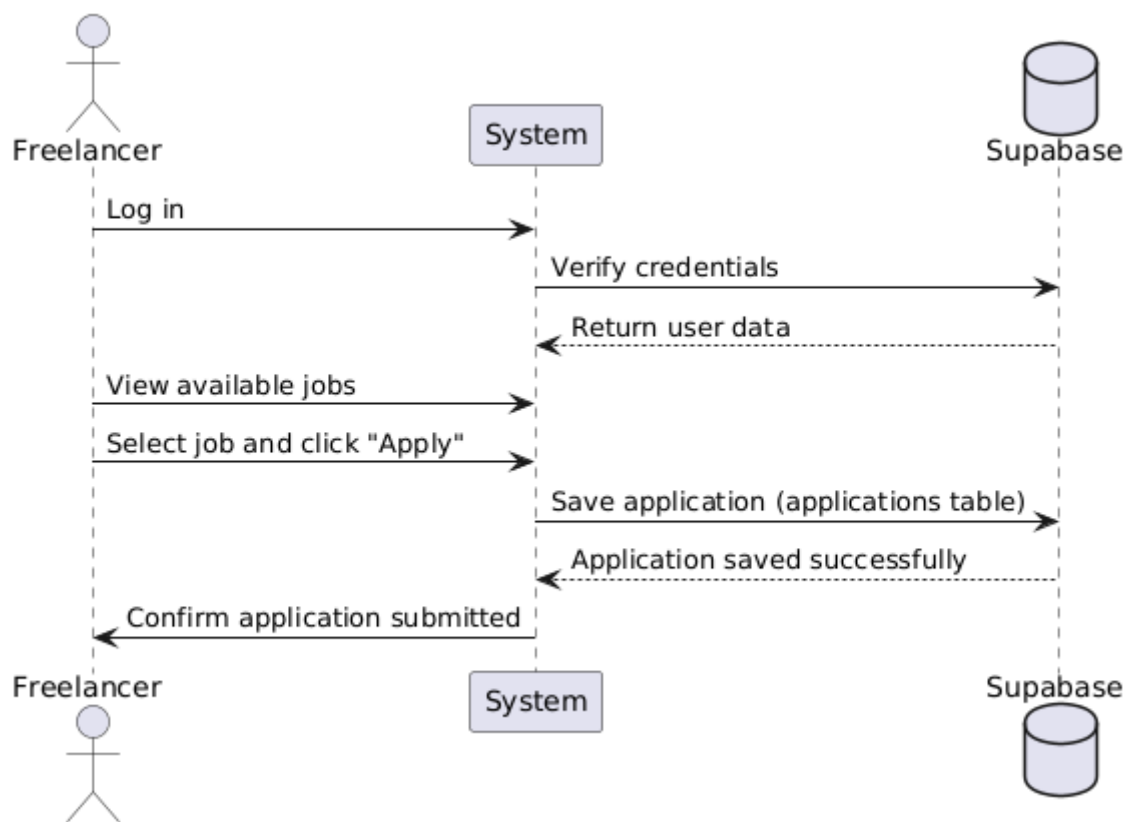 Freelancer
System
Supabase
Log in
Verify credentials
Return user data
View available jobs
Select job and click "Apply"
Save application (applications table)
Application saved successfully
Confirm application submitted
Freelancer
System
Supabase